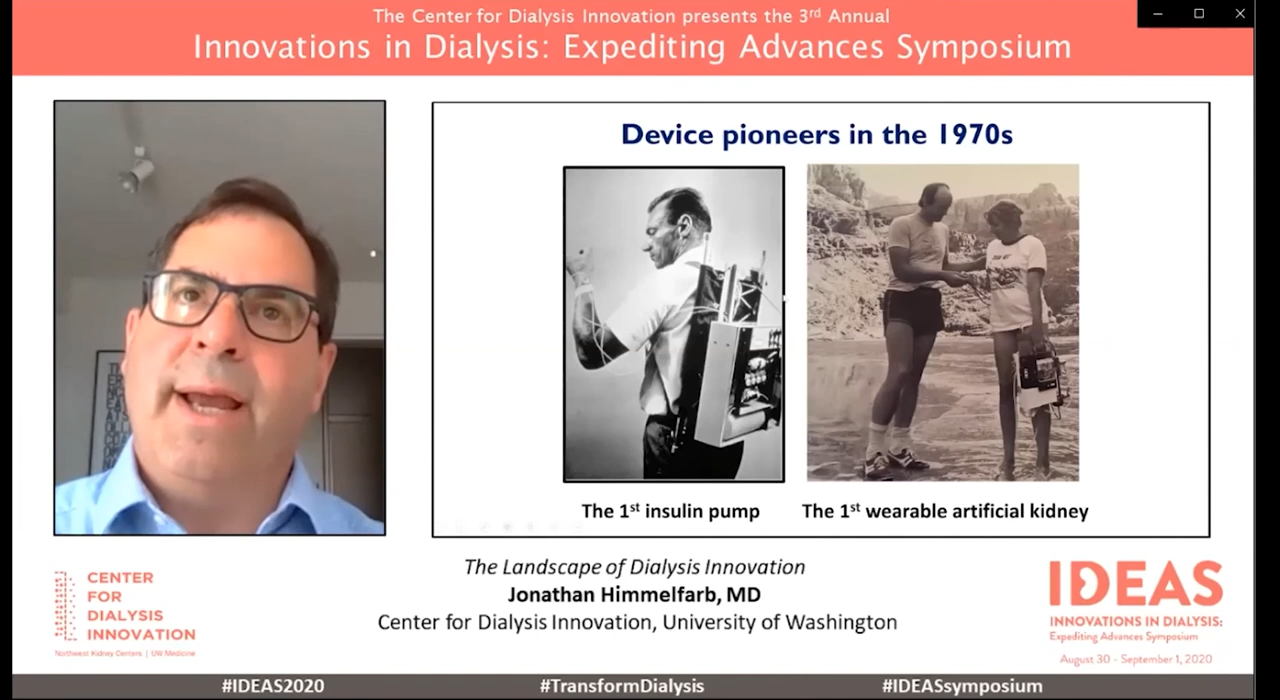 The Center for Dialysis Innovation presents the 3rd Annual
Innovations in Dialysis: Expediting Advances Symposium
Device pioneers in the 1970s
The 1st insulin pump
The 1st wearable artificial kidney
The Landscape of Dialysis Innovation
Jonathan Himmelfarb, MD
Center for Dialysis Innovation, University of Washington
CENTER
FOR
DIALYSIS
INNOVATION
Northwest Kidney Centers | UW Medicine
IDEAS
INNOVATIONS IN DIALYSIS:
Expediting Advances Symposium
August 30 - September 1, 2020
#IDEAS2020
#TransformDialysis
#IDEASsymposium